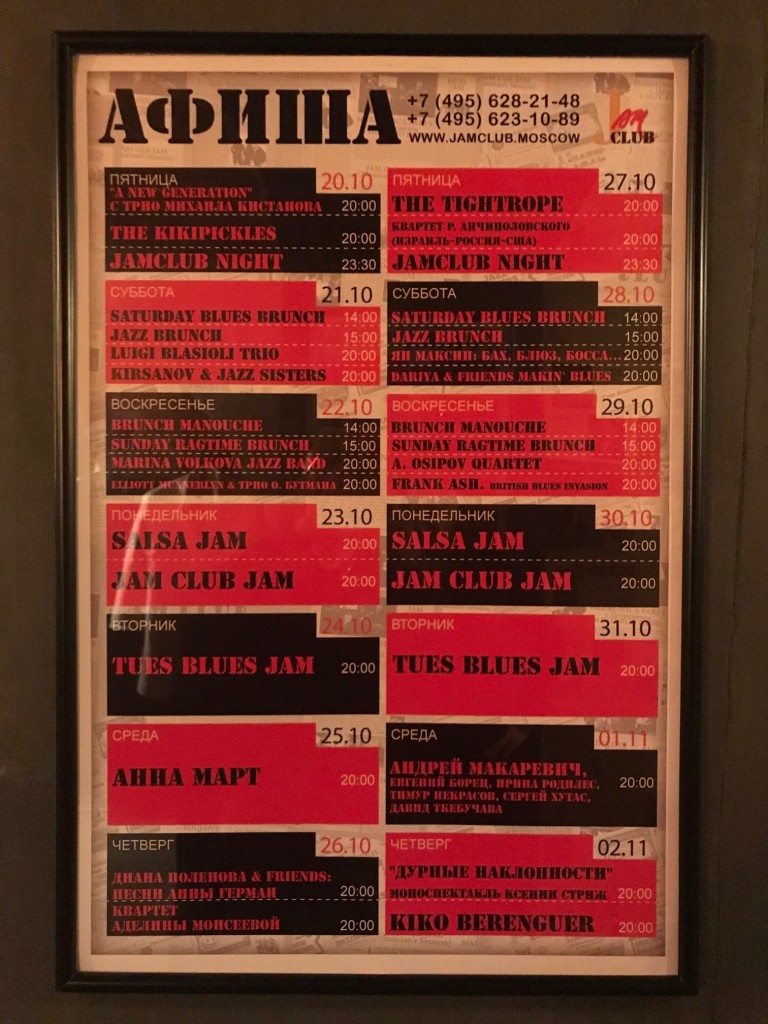 АФИША
+7 (495) 628-21-48
+7 (495) 623-10-89
WWW.JAMCLUB.MOSCOW
Jam
CLUB
ПЯТНИЦА 20.10
"A NEW GENERATION"
С ТРИО МИХАИЛА КИСТАНОВА 20:00
THE KIKIPICKLES 20:00
JAMCLUB NIGHT 23:30
СУББОТА 21.10
SATURDAY BLUES BRUNCH 14:00
JAZZ BRUNCH 15:00
LUIGI BLASIOLI TRIO 20:00
KIRSANOV & JAZZ SISTERS 20:00
ВОСКРЕСЕНЬЕ 22.10
BRUNCH MANOUCHE 14:00
SUNDAY RAGTIME BRUNCH 15:00
MARINA VOLKOVA JAZZ BAND 20:00
ELLIOTT MUNNERLYN & ТРИО О. БУТМАНА 20:00
ПОНЕДЕЛЬНИК 23.10
SALSA JAM 20:00
JAM CLUB JAM 20:00
ВТОРНИК 24.10
TUES BLUES JAM 20:00
СРЕДА 25.10
АННА МАРТ 20:00
ЧЕТВЕРГ 26.10
ДИАНА ПОЛЕНОВА & FRIENDS:
ПЕСНИ АННЫ ГЕРМАН 20:00
КВАРТЕТ
АДЕЛИНЫ МОИСЕЕВОЙ 20:00
ПЯТНИЦА 27.10
THE TIGHTROPE 20:00
КВАРТЕТ Р. АНЧИПОЛОВСКОГО
(ИЗРАИЛЬ-РОССИЯ-США) 20:00
JAMCLUB NIGHT 23:30
СУББОТА 28.10
SATURDAY BLUES BRUNCH 14:00
JAZZ BRUNCH 15:00
ЯН МАКСИН: БАХ, БЛЮЗ, БОССА... 20:00
DARIYA & FRIENDS MAKIN' BLUES 20:00
ВОСКРЕСЕНЬЕ 29.10
BRUNCH MANOUCHE 14:00
SUNDAY RAGTIME BRUNCH 15:00
A. OSIPOV QUARTET 20:00
FRANK ASH. BRITISH BLUES INVASION 20:00
ПОНЕДЕЛЬНИК 30.10
SALSA JAM 20:00
JAM CLUB JAM 20:00
ВТОРНИК 31.10
TUES BLUES JAM 20:00
СРЕДА 01.11
АНДРЕЙ МАКАРЕВИЧ,
ЕВГЕНИЙ БОРЕЦ, ИРИНА РОДИЛЕС,
ТИМУР НЕКРАСОВ, СЕРГЕЙ ХУТАС,
ДАВИД ТКЕБУЧАВА 20:00
ЧЕТВЕРГ 02.11
"ДУРНЫЕ НАКЛОННОСТИ"
МОНОСПЕКТАКЛЬ КСЕНИИ СТРИЖ 20:00
KIKO BERENGUER 20:00